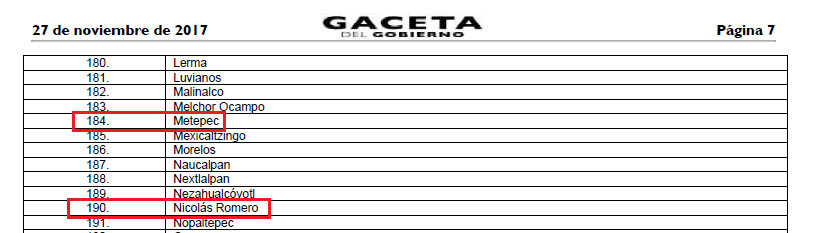 27 de noviembre de 2017 GACETA DEL GOBIERNO Página 7
180. Lerma
181. Luvianos
182. Malinalco
183. Melchor Ocampo
184. Metepec
185. Mexicaltzingo
186. Morelos
187. Naucalpan
188. Nextlalpan
189. Nezahualcóyotl
190. Nicolás Romero
191. Nopaltepec